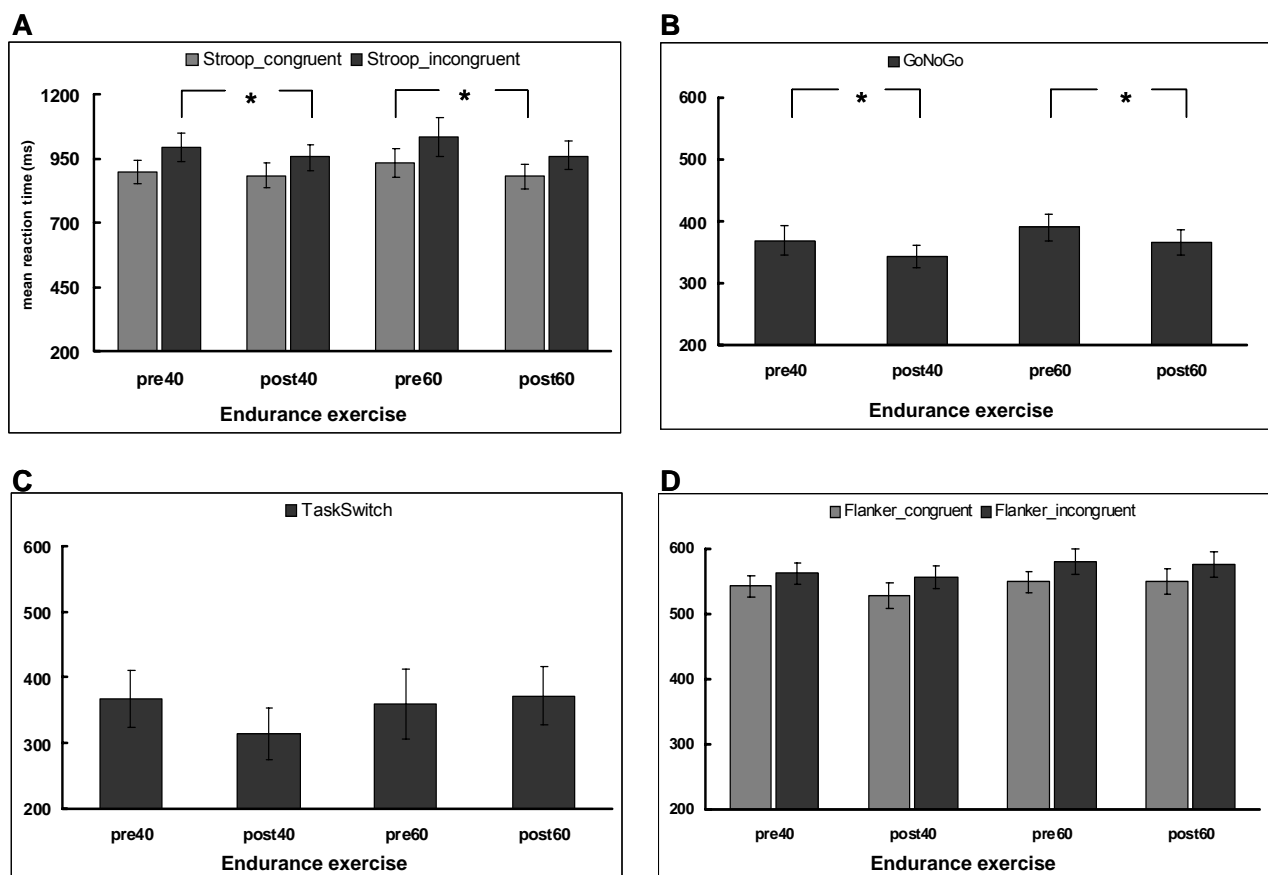 A
Stroop_congruent Stroop_incongruent
1200
950
700
450
200
mean reaction time (ms)
* *
pre40 post40 pre60 post60
Endurance exercise
B
GoNoGo
600
500
400
300
200
* *
pre40 post40 pre60 post60
Endurance exercise
C
TaskSwitch
600
500
400
300
200
pre40 post40 pre60 post60
Endurance exercise
D
Flanker_congruent Flanker_incongruent
600
500
400
300
200
pre40 post40 pre60 post60
Endurance exercise